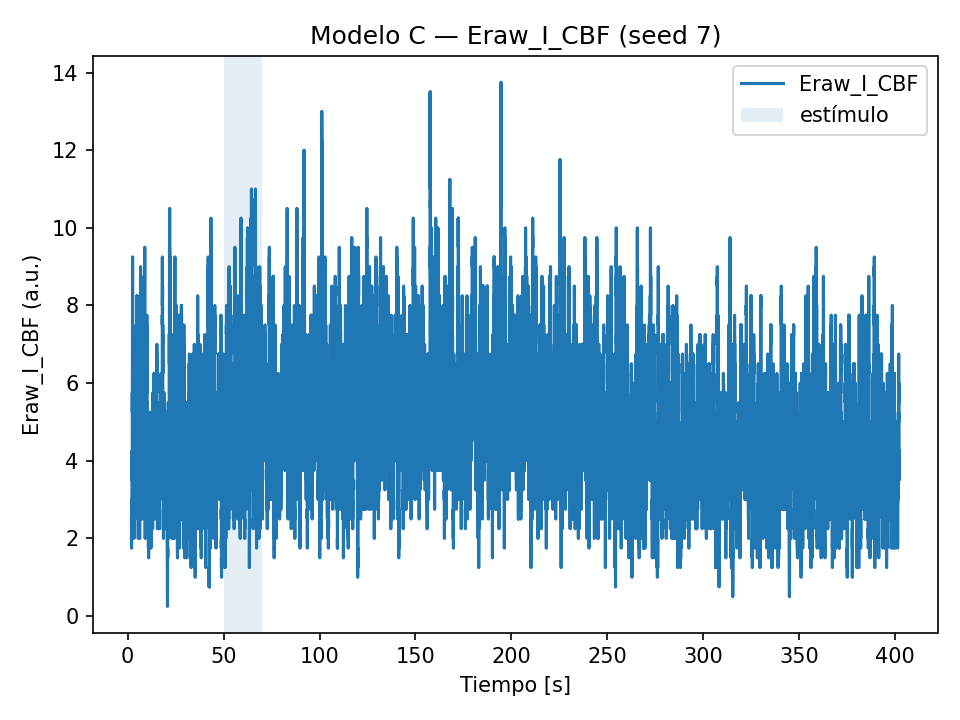 Modelo C — Eraw_I_CBF (seed 7)
Eraw_I_CBF
estímulo
14
12
10
8
6
4
2
0
Eraw_I_CBF (a.u.)
0 50 100 150 200 250 300 350 400
Tiempo [s]